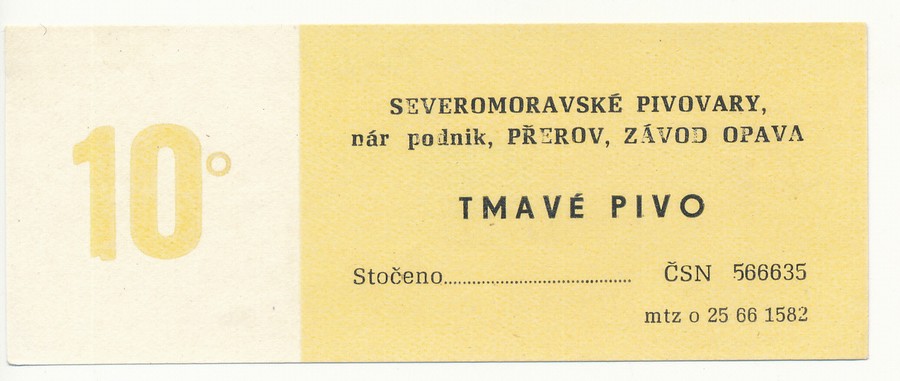 10°
SEVEROMORAVSKÉ PIVOVARY,
nár podnik, PŘEROV, ZÁVOD OPAVA
TMAVÉ PIVO
Stočeno................................ ČSN 566635
mtz o 25 66 1582